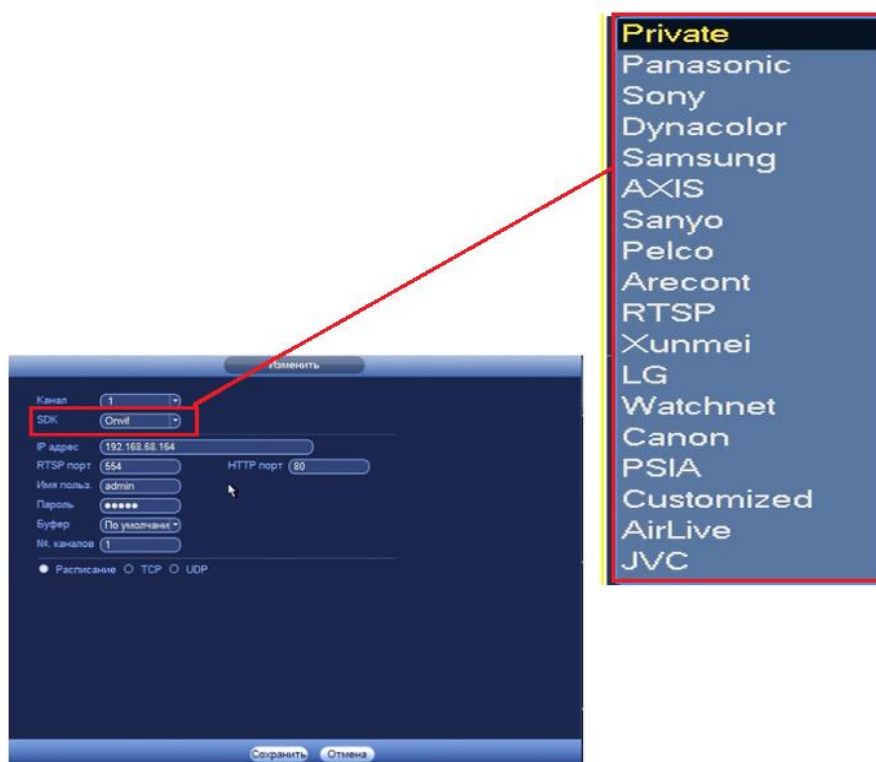 Private
Panasonic
Sony
Dynacolor
Samsung
AXIS
Sanyo
Pelco
Arecont
RTSP
Xunmei
LG
Watchnet
Canon
PSIA
Customized
AirLive
JVC
Изменить
Канал 1
SDK Onvif
IP адрес 192.168.68.164
RTSP порт 554 HTTP порт 80
Имя польз. admin
Пароль •••••
Буфер По умолчани
№. каналов 1
Расписание TCP UDP
Сохранить Отмена